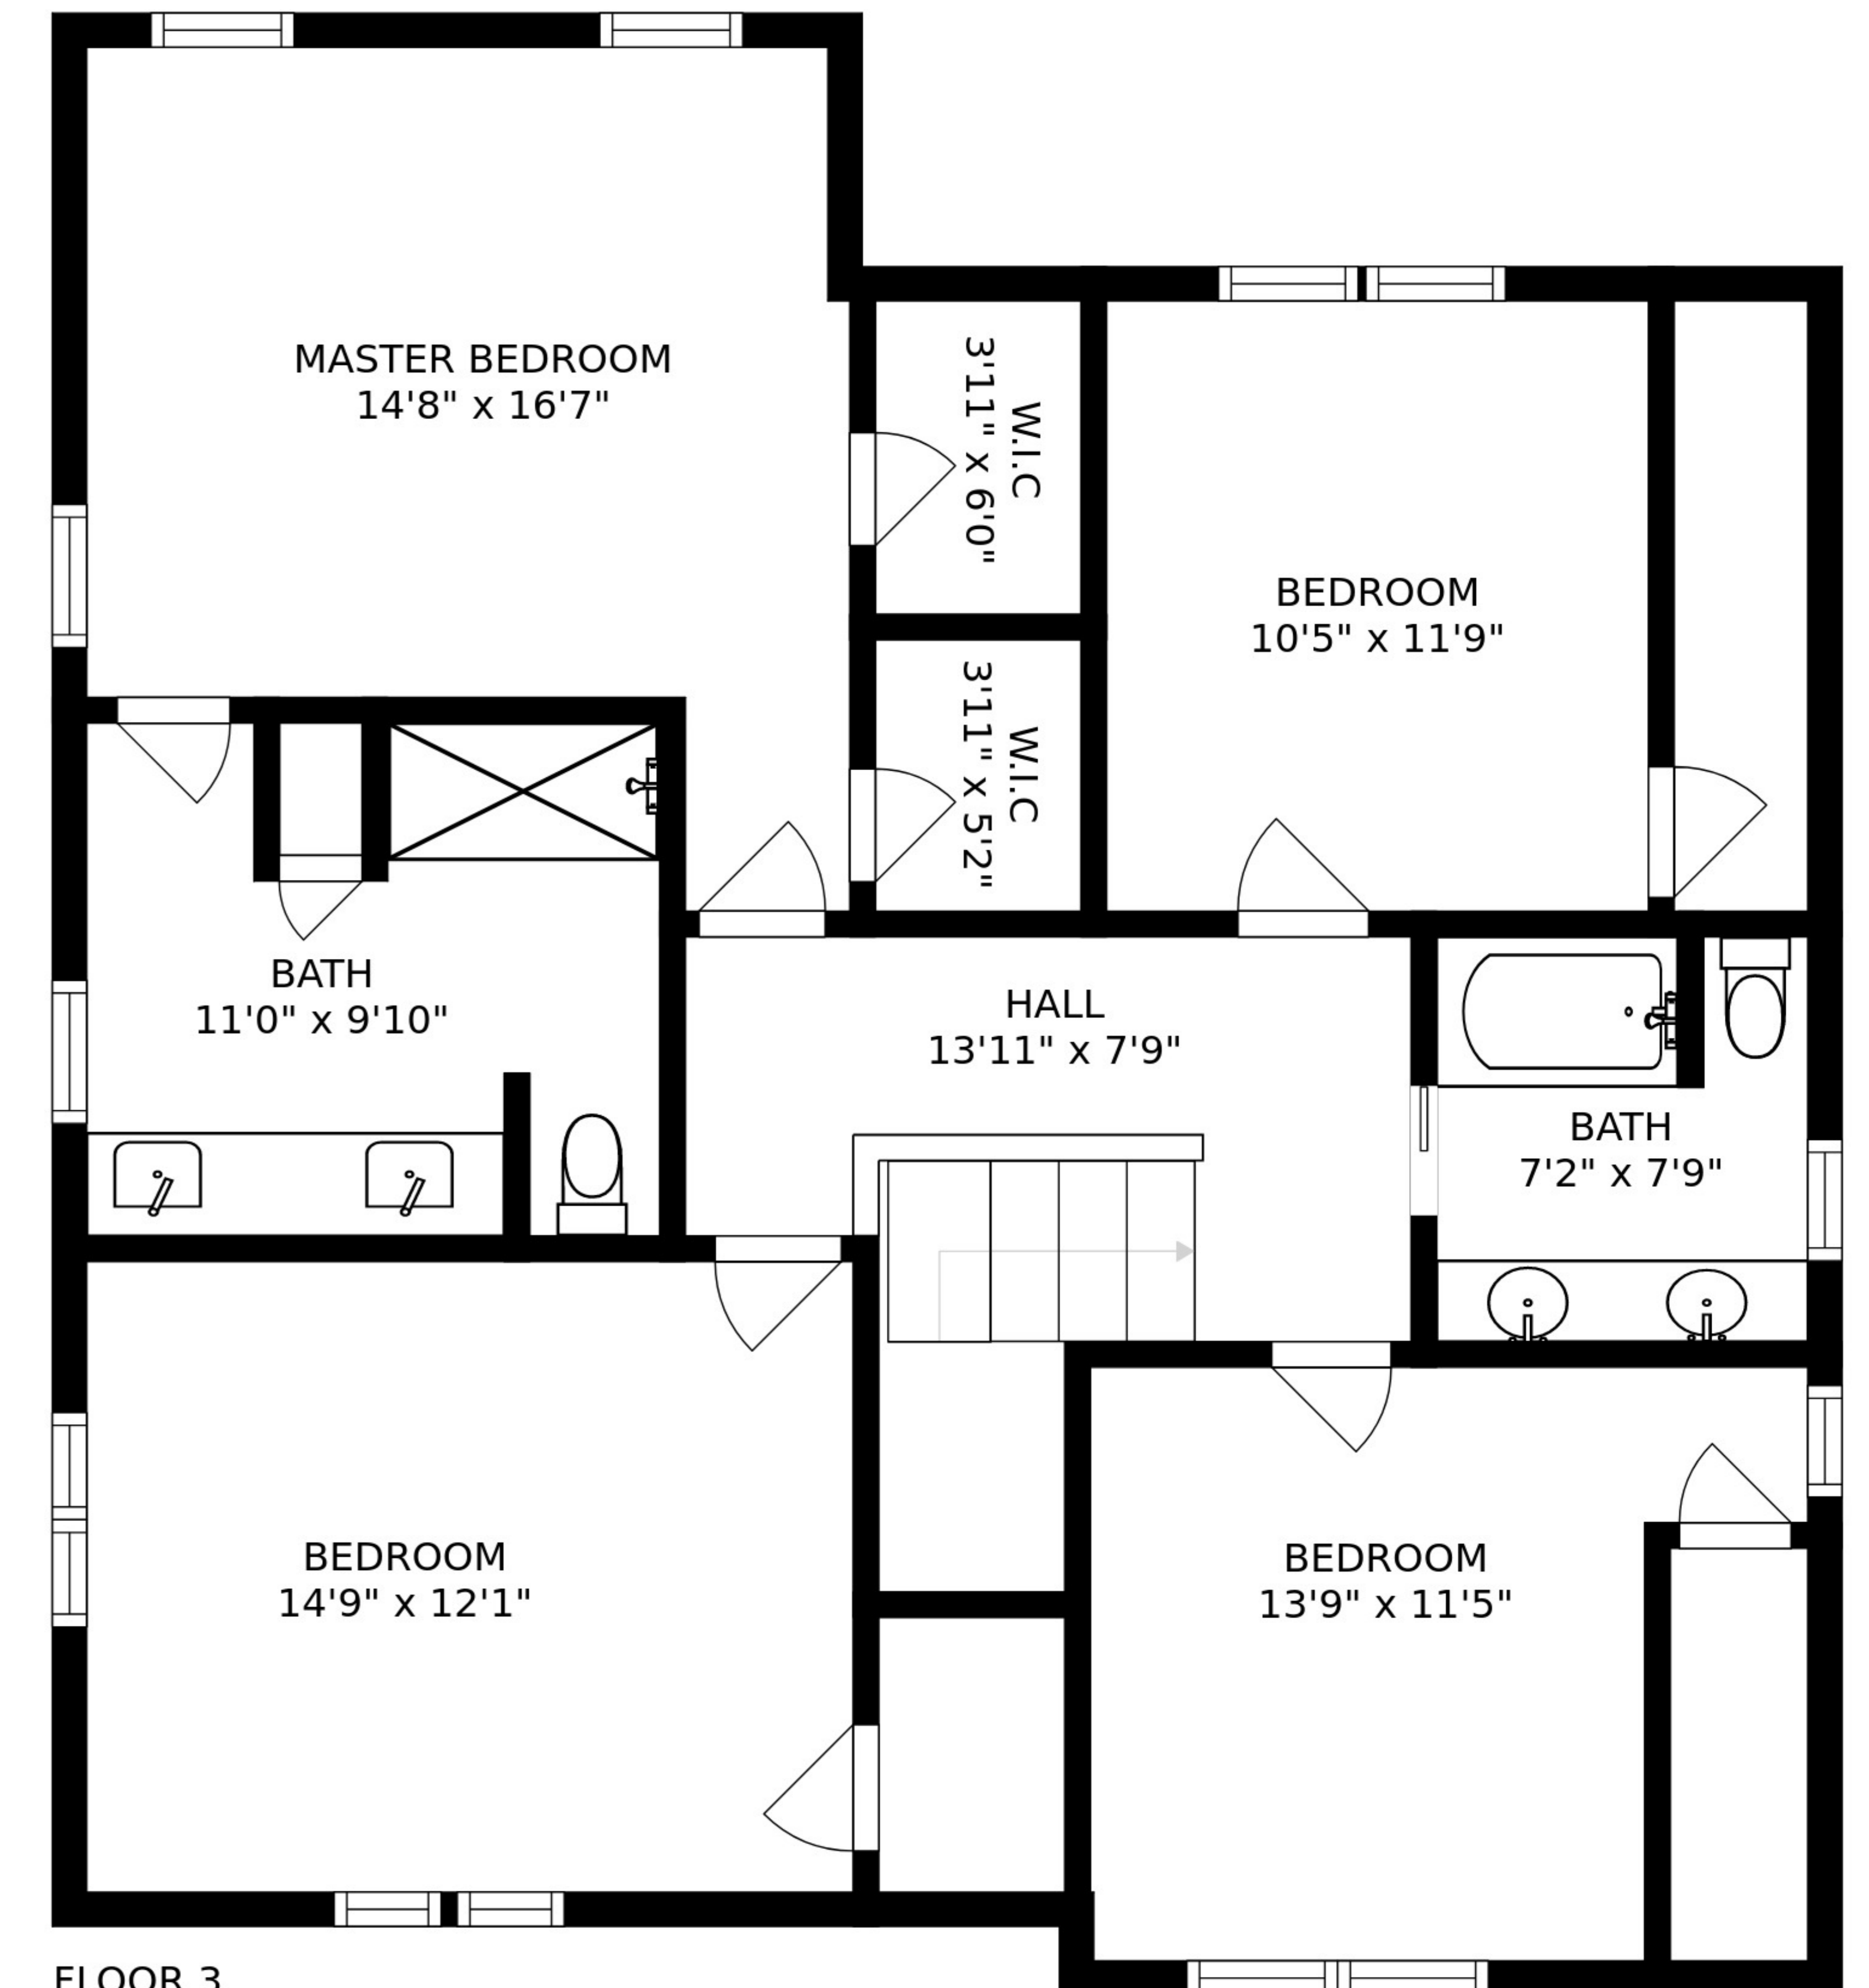 MASTER BEDROOM
14'8" x 16'7"
W.I.C
3'11" x 6'0"
BEDROOM
10'5" x 11'9"
W.I.C
3'11" x 5'2"
BATH
11'0" x 9'10"
HALL
13'11" x 7'9"
BATH
7'2" x 7'9"
BEDROOM
14'9" x 12'1"
BEDROOM
13'9" x 11'5"
FLOOR 3